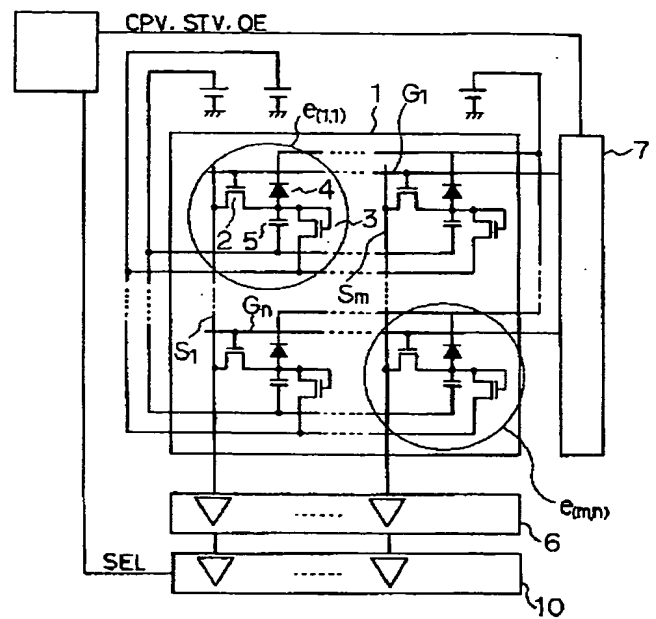 CPV. STV. OE
e(1,1)
1
G1
7
4
2
5
3
Sm
Gn
S1
e(m,n)
6
SEL
10